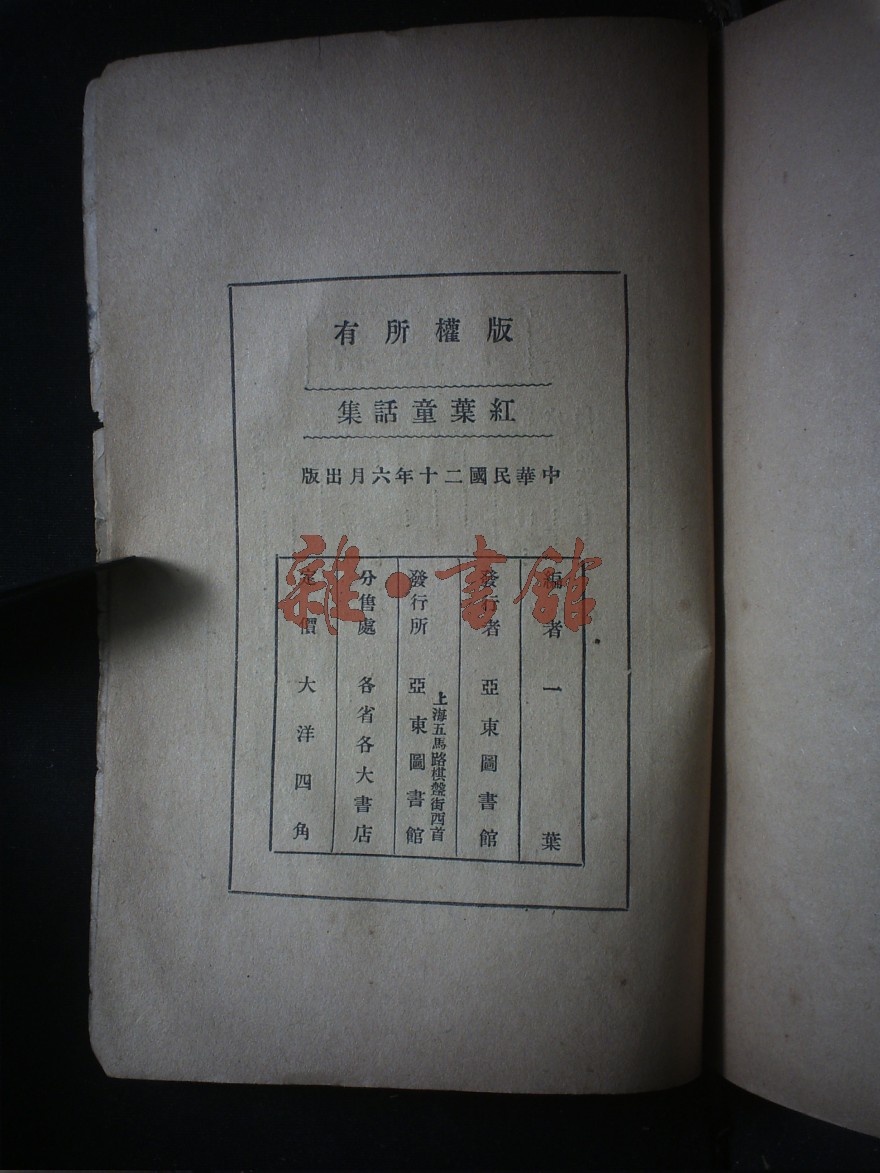 版權所有
紅葉童話集
中華民國二十年六月出版
編者 一葉
發行者 亞東圖書館
上海五馬路棋盤街西首
發行所 亞東圖書館
分售處 各省各大書店
定價 大洋四角
雜·書館